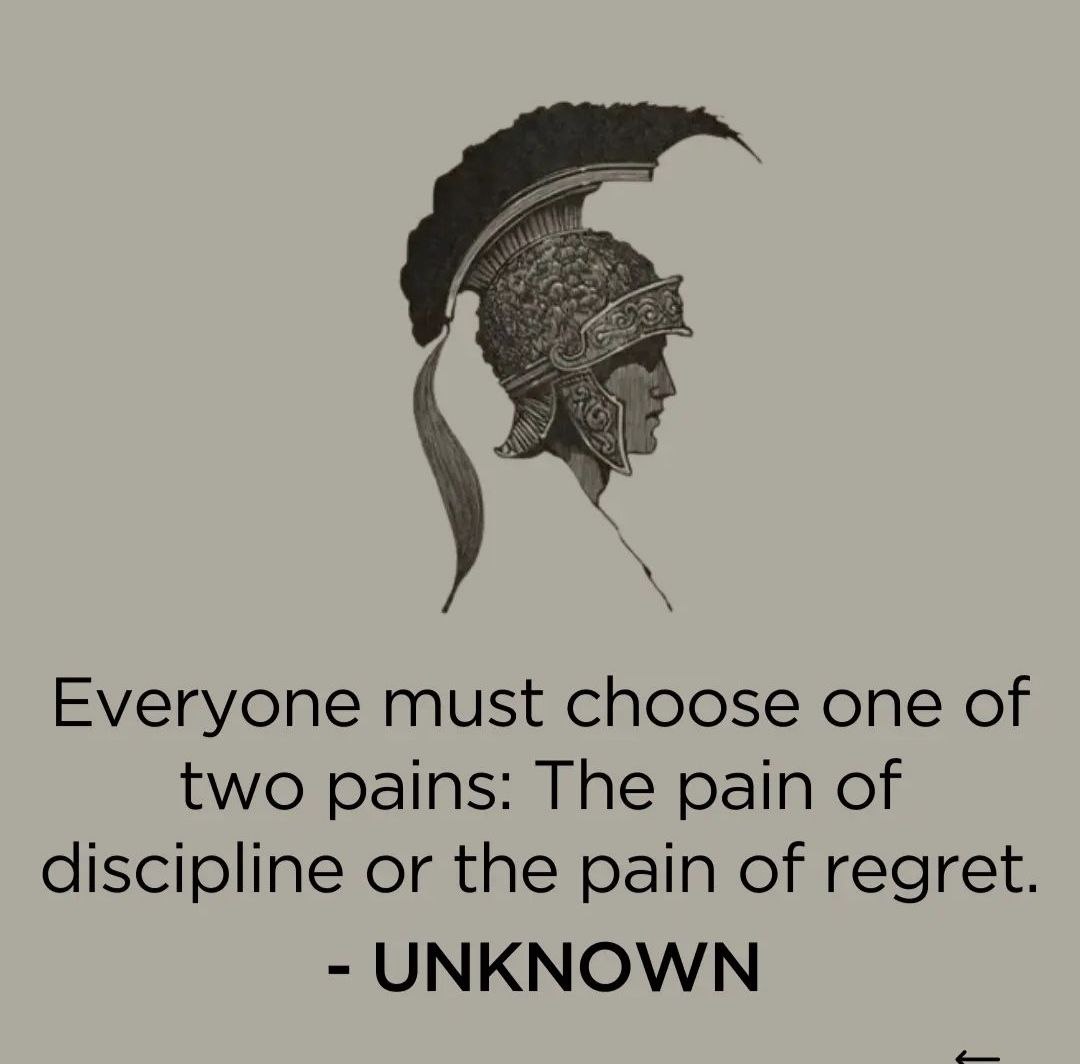 Everyone must choose one of
two pains: The pain of
discipline or the pain of regret.
- UNKNOWN